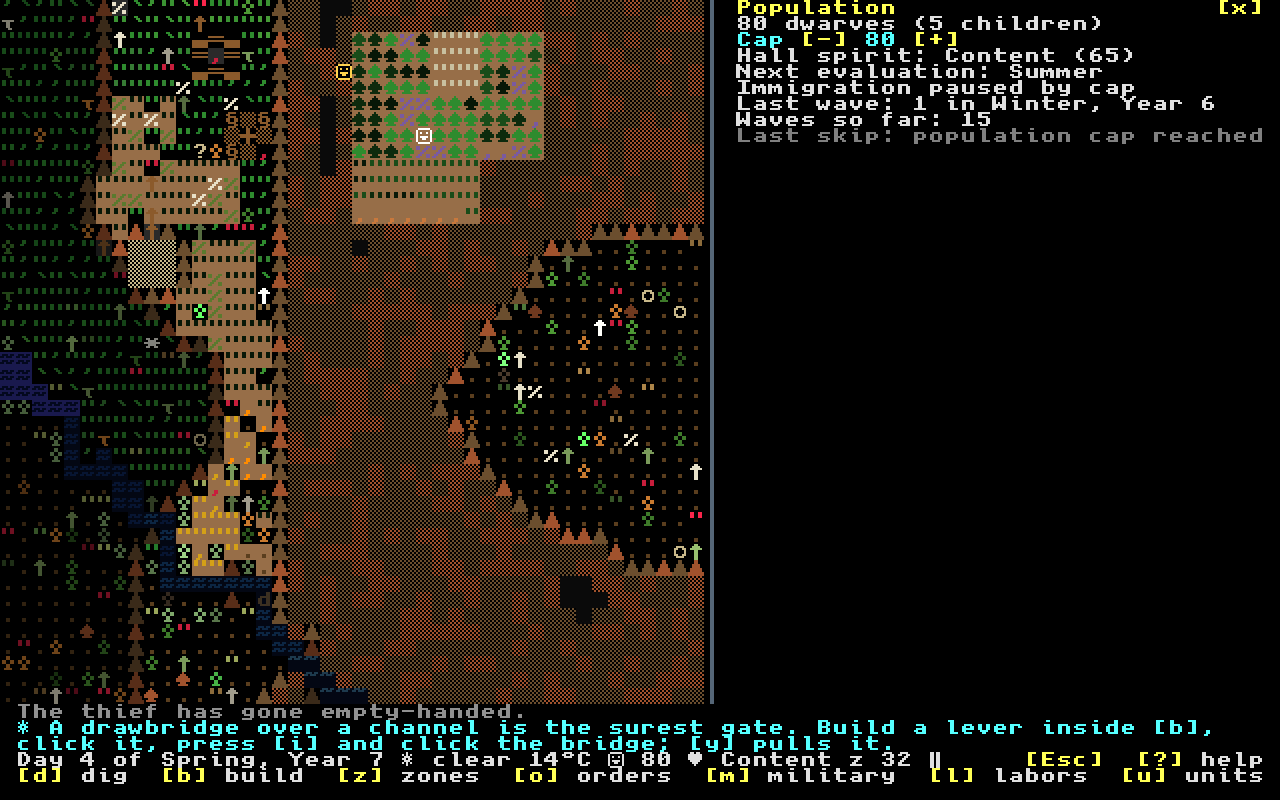 Population [x]
80 dwarves (5 children)
Cap [-] 80 [+]
Hall spirit: Content (65)
Next evaluation: Summer
Immigration paused by cap
Last wave: 1 in Winter, Year 6
Waves so far: 15
Last skip: population cap reached
The thief has gone empty-handed.
* A drawbridge over a channel is the surest gate. Build a lever inside [b],
click it, press [i] and click the bridge; [y] pulls it.
Day 4 of Spring, Year 7 * clear 14°C ☺ 80 ♥ Content z 32 ‖ [Esc] [?] help
[d] dig [b] build [z] zones [o] orders [m] military [l] labors [u] units